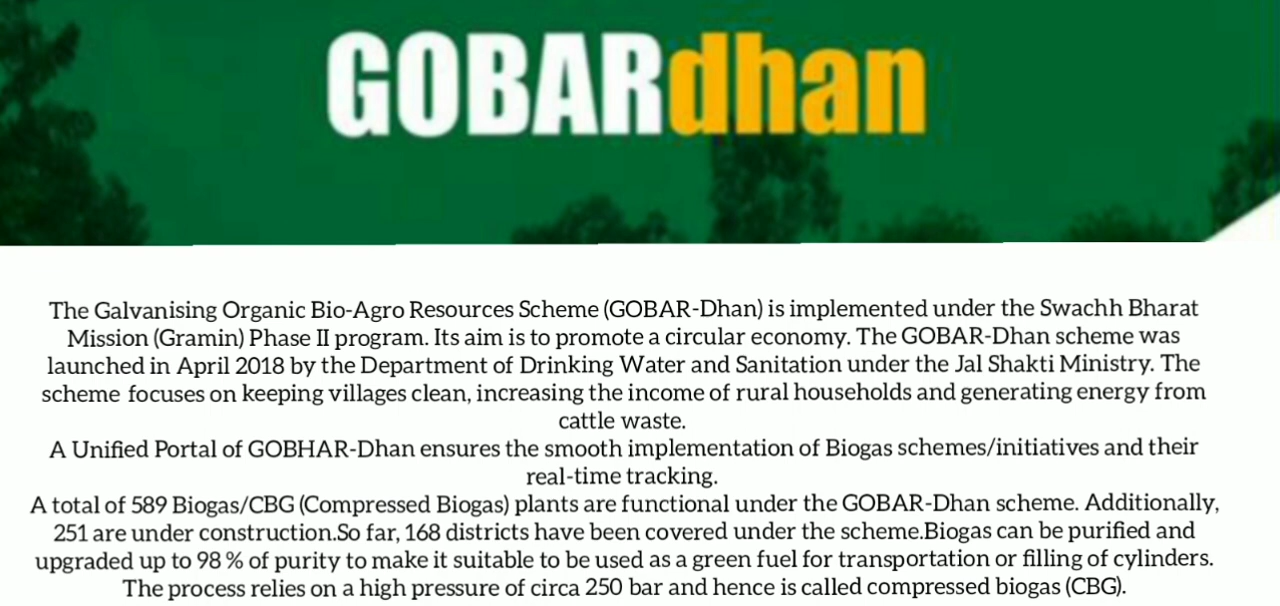 GOBARdhan
The Galvanising Organic Bio-Agro Resources Scheme (GOBAR-Dhan) is implemented under the Swachh Bharat
Mission (Gramin) Phase II program. Its aim is to promote a circular economy. The GOBAR-Dhan scheme was
launched in April 2018 by the Department of Drinking Water and Sanitation under the Jal Shakti Ministry. The
scheme focuses on keeping villages clean, increasing the income of rural households and generating energy from
cattle waste.
A Unified Portal of GOBHAR-Dhan ensures the smooth implementation of Biogas schemes/initiatives and their
real-time tracking.
A total of 589 Biogas/CBG (Compressed Biogas) plants are functional under the GOBAR-Dhan scheme. Additionally,
251 are under construction.So far, 168 districts have been covered under the scheme.Biogas can be purified and
upgraded up to 98 % of purity to make it suitable to be used as a green fuel for transportation or filling of cylinders.
The process relies on a high pressure of circa 250 bar and hence is called compressed biogas (CBG).